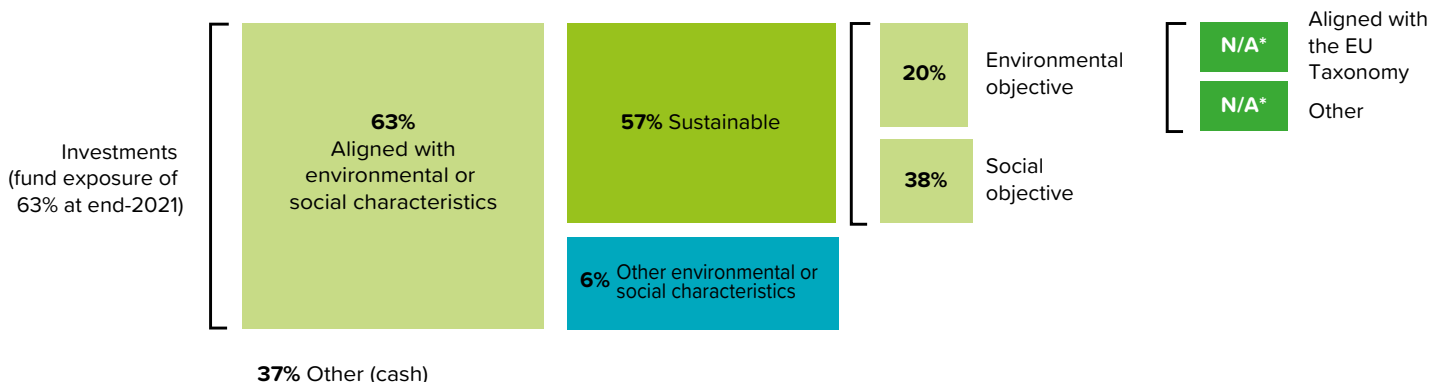 Investments
(fund exposure of
63% at end-2021)
63%
Aligned with
environmental or
social characteristics
57% Sustainable
6% Other environmental or
social characteristics
20%
Environmental
objective
38%
Social
objective
N/A*
Aligned with
the EU
Taxonomy
N/A*
Other
37% Other (cash)